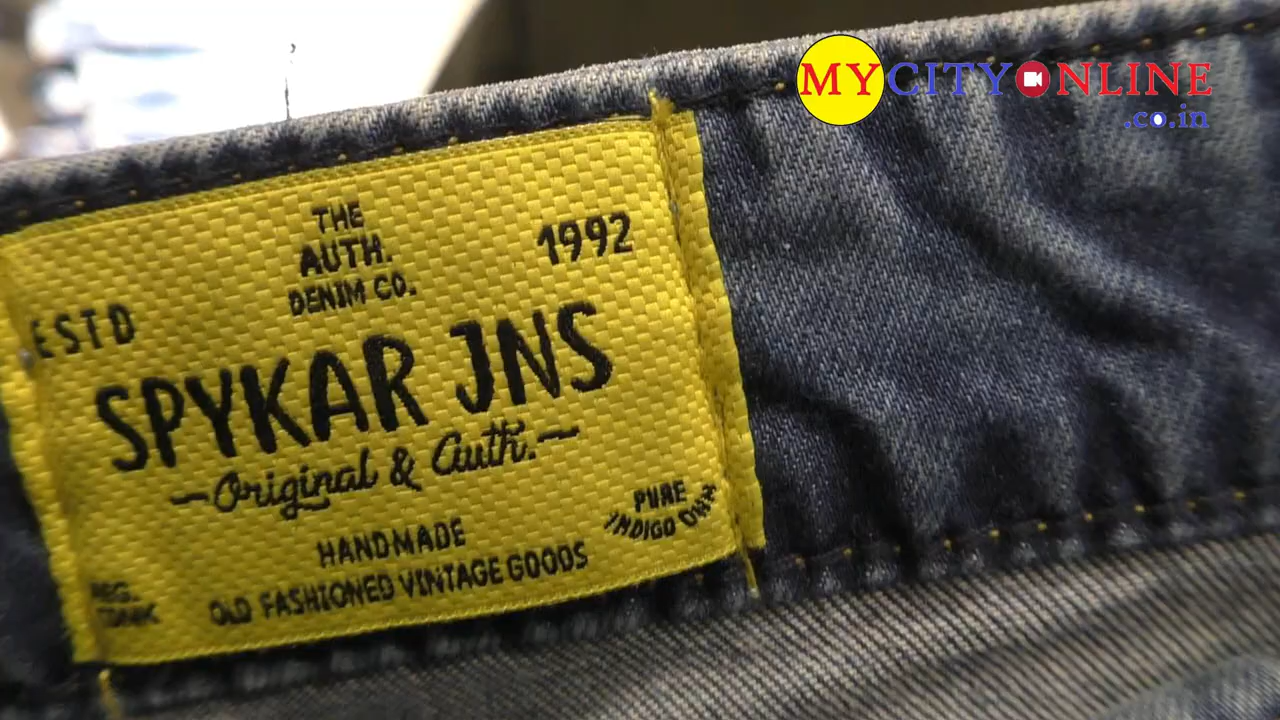 MYCITYONLINE
.co.in
THE
AUTH.
DENIM CO.
ESTD
1992
SPYKAR JNS
-Original & Auth.-
PURE
INDIGO
HANDMADE
OLD FASHIONED VINTAGE GOODS
REG.